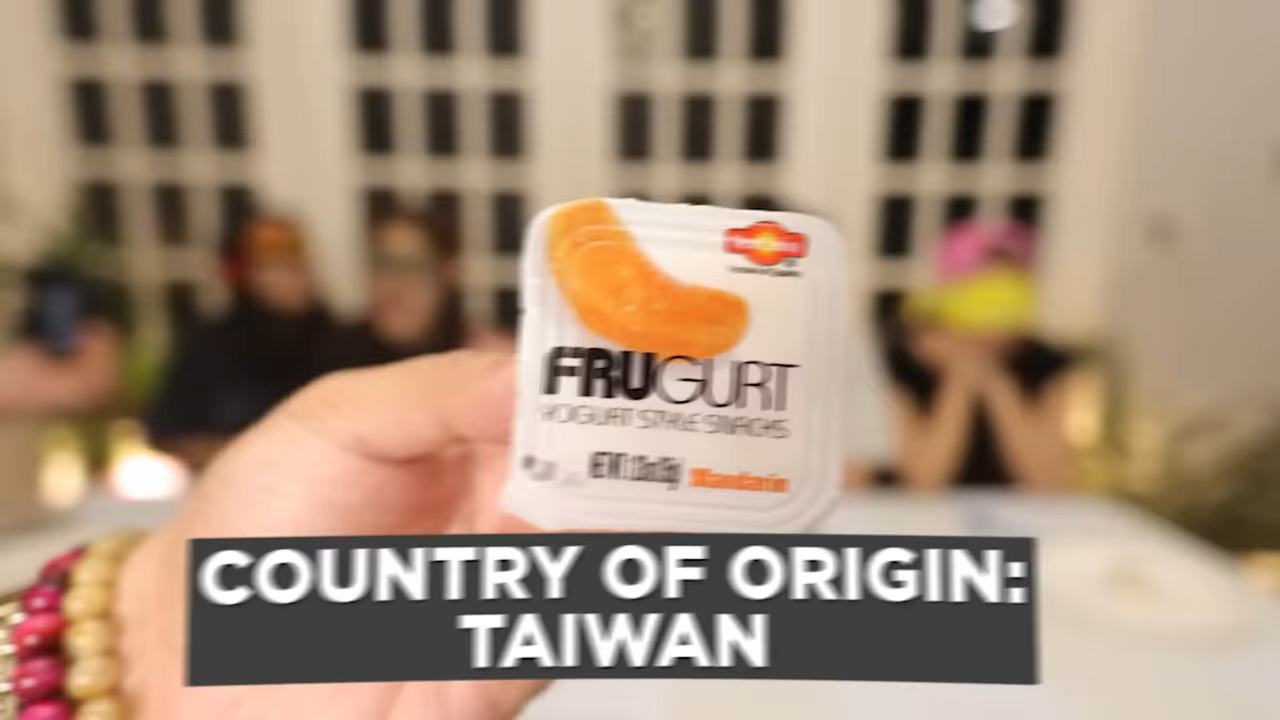 FRUGURT
YOGURT STYLE SNACKS
Mandarin
COUNTRY OF ORIGIN:
TAIWAN